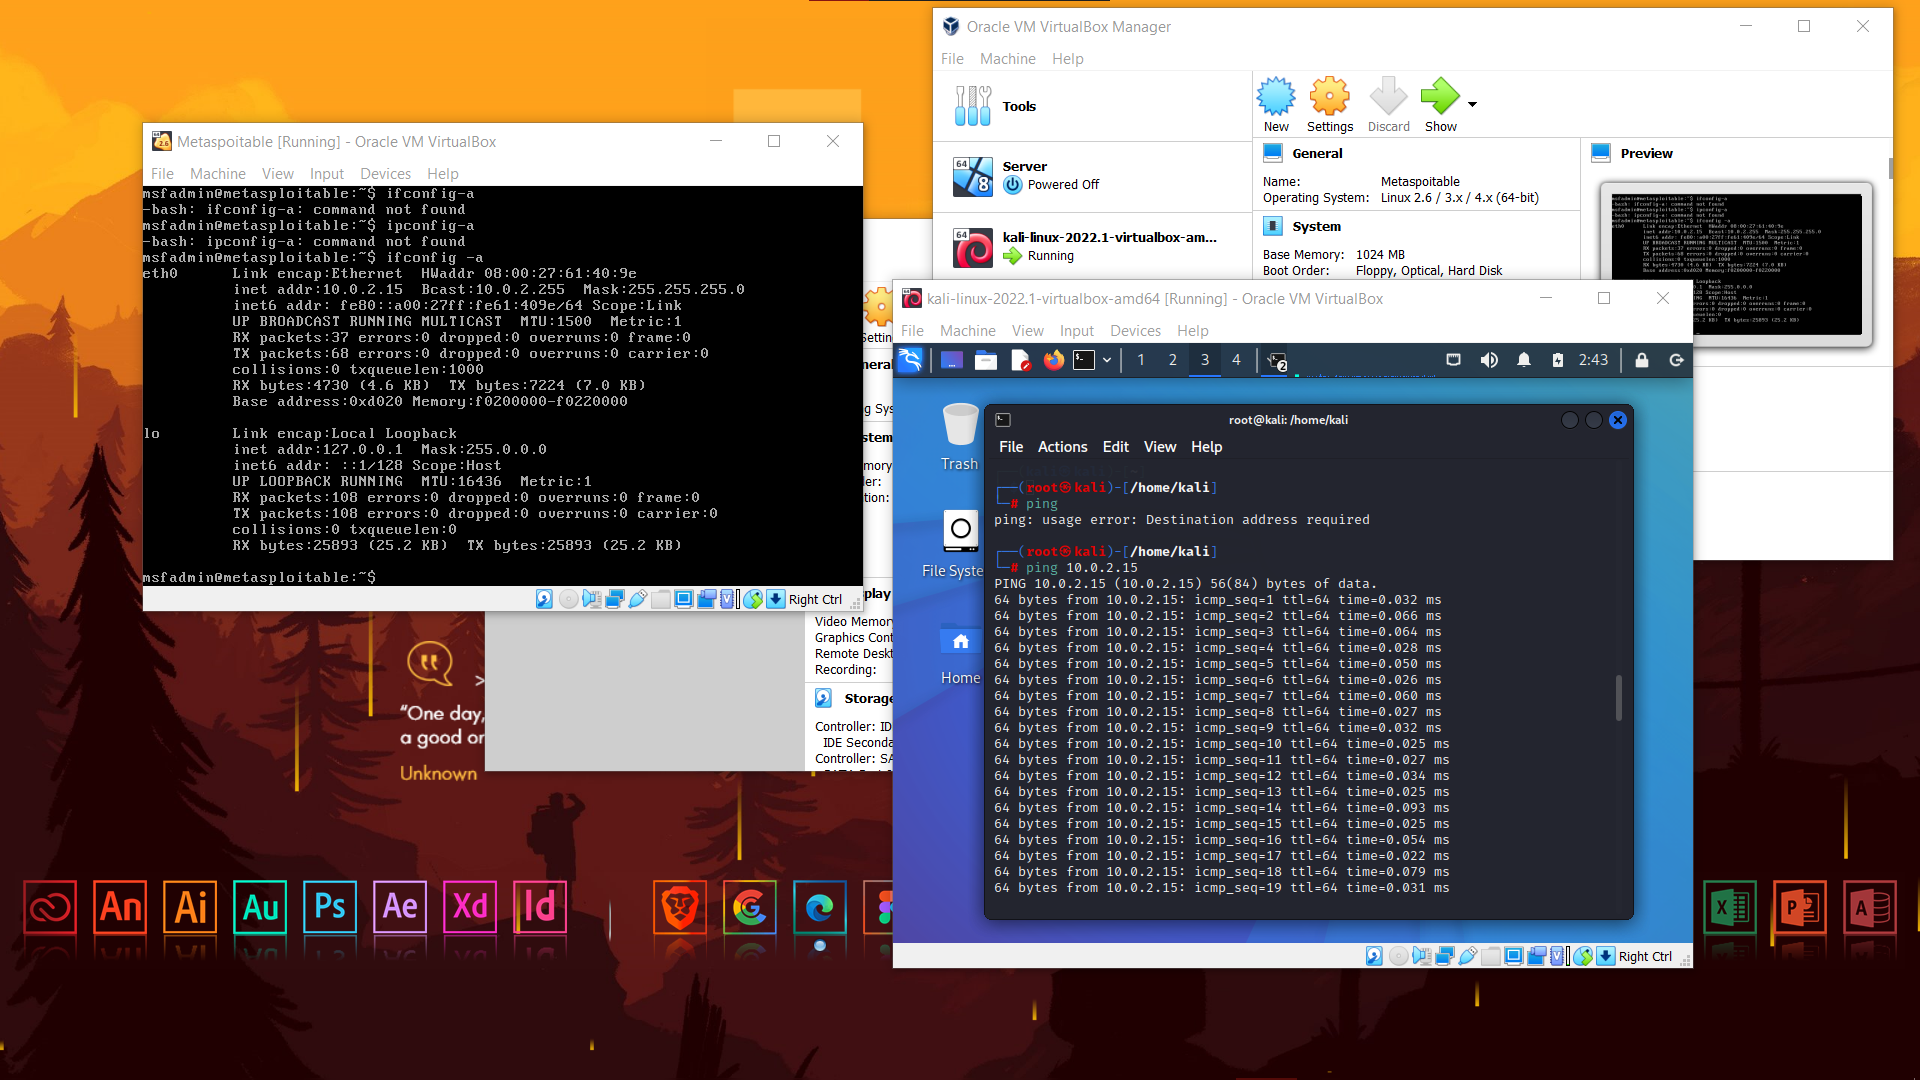 Oracle VM VirtualBox Manager
File Machine Help
Tools
New Settings Discard Show
Server
Powered Off
kali-linux-2022.1-virtualbox-am...
Running
General
Name: Metaspoitable
Operating System: Linux 2.6 / 3.x / 4.x (64-bit)
System
Base Memory: 1024 MB
Boot Order: Floppy, Optical, Hard Disk
Preview
Metaspoitable [Running] - Oracle VM VirtualBox
File Machine View Input Devices Help
msfadmin@metasploitable:~$ ifconfig-a
-bash: ifconfig-a: command not found
msfadmin@metasploitable:~$ ipconfig-a
-bash: ipconfig-a: command not found
msfadmin@metasploitable:~$ ifconfig -a
eth0 Link encap:Ethernet HWaddr 08:00:27:61:40:9e
inet addr:10.0.2.15 Bcast:10.0.2.255 Mask:255.255.255.0
inet6 addr: fe80::a00:27ff:fe61:409e/64 Scope:Link
UP BROADCAST RUNNING MULTICAST MTU:1500 Metric:1
RX packets:37 errors:0 dropped:0 overruns:0 frame:0
TX packets:68 errors:0 dropped:0 overruns:0 carrier:0
collisions:0 txqueuelen:1000
RX bytes:4730 (4.6 KB) TX bytes:7224 (7.0 KB)
Base address:0xd020 Memory:f0200000-f0220000
lo Link encap:Local Loopback
inet addr:127.0.0.1 Mask:255.0.0.0
inet6 addr: ::1/128 Scope:Host
UP LOOPBACK RUNNING MTU:16436 Metric:1
RX packets:108 errors:0 dropped:0 overruns:0 frame:0
TX packets:108 errors:0 dropped:0 overruns:0 carrier:0
collisions:0 txqueuelen:0
RX bytes:25893 (25.2 KB) TX bytes:25893 (25.2 KB)
msfadmin@metasploitable:~$
Right Ctrl
Video Memory
Graphics Cont
Remote Deskt
Recording:
Storage
Controller: ID
IDE Seconda
Controller: SA
kali-linux-2022.1-virtualbox-amd64 [Running] - Oracle VM VirtualBox
File Machine View Input Devices Help
1 2 3 4 2 2:43
Trash
File Syste
Home
root@kali: /home/kali
File Actions Edit View Help
┌──(root㉿kali)-[/home/kali]
└─# ping
ping: usage error: Destination address required
┌──(root㉿kali)-[/home/kali]
└─# ping 10.0.2.15
PING 10.0.2.15 (10.0.2.15) 56(84) bytes of data.
64 bytes from 10.0.2.15: icmp_seq=1 ttl=64 time=0.032 ms
64 bytes from 10.0.2.15: icmp_seq=2 ttl=64 time=0.066 ms
64 bytes from 10.0.2.15: icmp_seq=3 ttl=64 time=0.064 ms
64 bytes from 10.0.2.15: icmp_seq=4 ttl=64 time=0.028 ms
64 bytes from 10.0.2.15: icmp_seq=5 ttl=64 time=0.050 ms
64 bytes from 10.0.2.15: icmp_seq=6 ttl=64 time=0.026 ms
64 bytes from 10.0.2.15: icmp_seq=7 ttl=64 time=0.060 ms
64 bytes from 10.0.2.15: icmp_seq=8 ttl=64 time=0.027 ms
64 bytes from 10.0.2.15: icmp_seq=9 ttl=64 time=0.032 ms
64 bytes from 10.0.2.15: icmp_seq=10 ttl=64 time=0.025 ms
64 bytes from 10.0.2.15: icmp_seq=11 ttl=64 time=0.027 ms
64 bytes from 10.0.2.15: icmp_seq=12 ttl=64 time=0.034 ms
64 bytes from 10.0.2.15: icmp_seq=13 ttl=64 time=0.025 ms
64 bytes from 10.0.2.15: icmp_seq=14 ttl=64 time=0.093 ms
64 bytes from 10.0.2.15: icmp_seq=15 ttl=64 time=0.025 ms
64 bytes from 10.0.2.15: icmp_seq=16 ttl=64 time=0.054 ms
64 bytes from 10.0.2.15: icmp_seq=17 ttl=64 time=0.022 ms
64 bytes from 10.0.2.15: icmp_seq=18 ttl=64 time=0.079 ms
64 bytes from 10.0.2.15: icmp_seq=19 ttl=64 time=0.031 ms
Right Ctrl
“One day,
a good or
Unknown
An Ai Au Ps Ae Xd Id